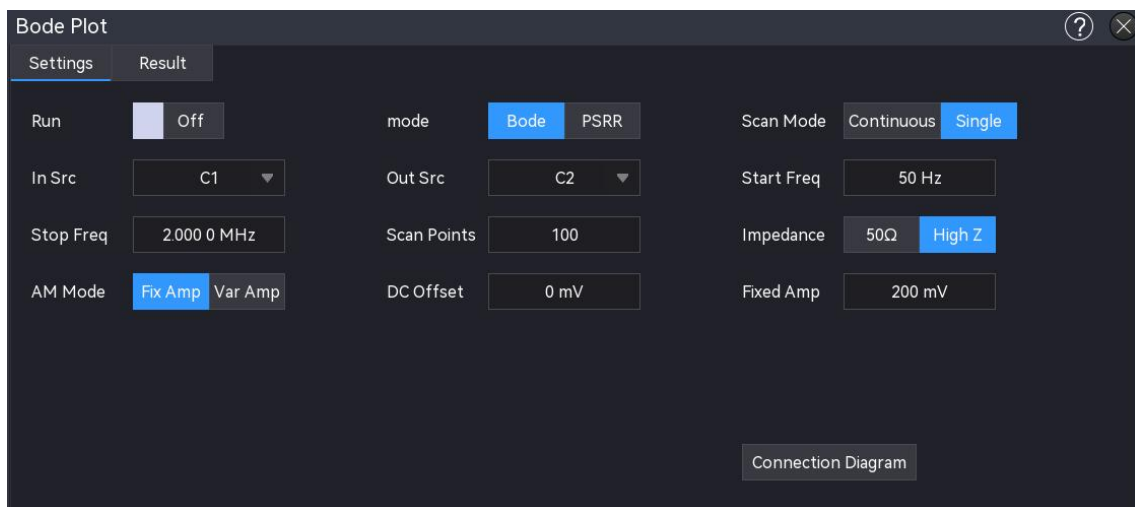 Bode Plot ?
Settings Result
Run Off mode Bode PSRR Scan Mode Continuous Single
In Src C1 Out Src C2 Start Freq 50 Hz
Stop Freq 2.000 0 MHz Scan Points 100 Impedance 50Ω High Z
AM Mode Fix Amp Var Amp DC Offset 0 mV Fixed Amp 200 mV
Connection Diagram